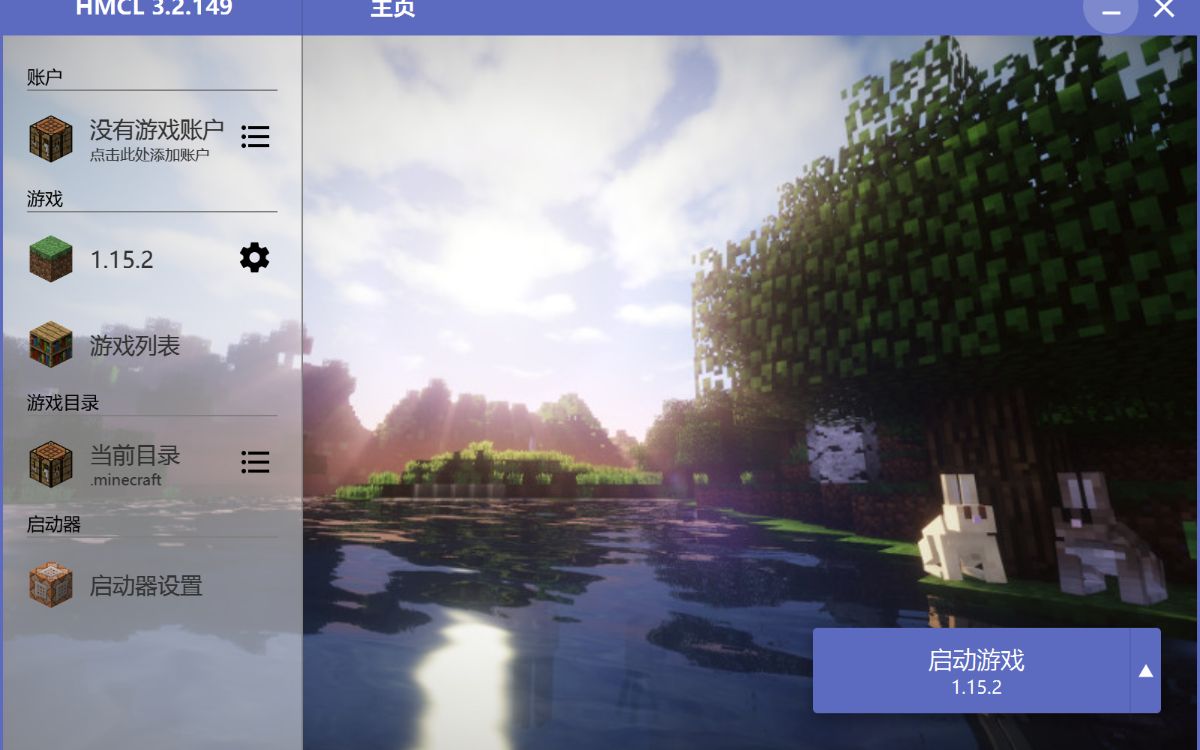 HMCL 3.2.149
主页
账户
没有游戏账户
点击此处添加账户
游戏
1.15.2
游戏列表
游戏目录
当前目录
.minecraft
启动器
启动器设置
启动游戏
1.15.2